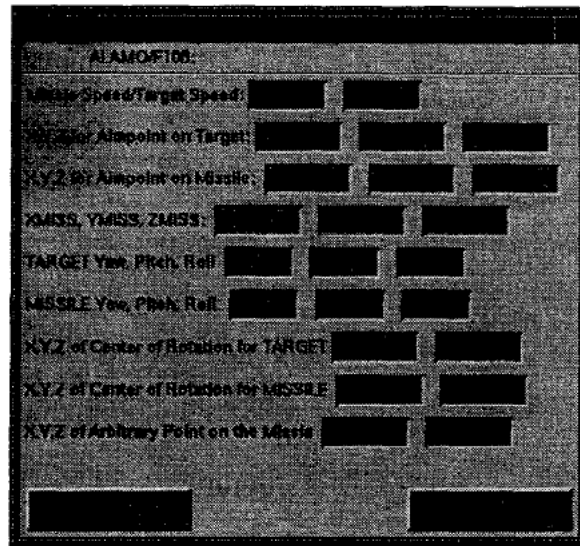 ALAMO/F106:
Missile Speed/Target Speed:
X,Y,Z for Aimpoint on Target:
X,Y,Z for Aimpoint on Missile:
XMISS, YMISS, ZMISS:
TARGET Yaw, Pitch, Roll
MISSILE Yaw, Pitch, Roll
X,Y,Z of Center of Rotation for TARGET
X,Y,Z of Center of Rotation for MISSILE
X,Y,Z of Arbitrary Point on the Missile